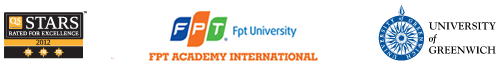 QS STARS
RATED FOR EXCELLENCE
2012
FPT Fpt University
FPT ACADEMY INTERNATIONAL
UNIVERSITY
of
GREENWICH